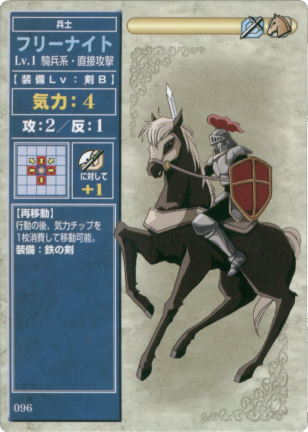 兵士
フリーナイト
Lv.1 騎兵系・直接攻撃
【装備Lv：剣B】
気力：4
攻：2／反：1
に対して
+1
【再移動】
行動の後、気力チップを
1枚消費して移動可能。
装備：鉄の剣
096